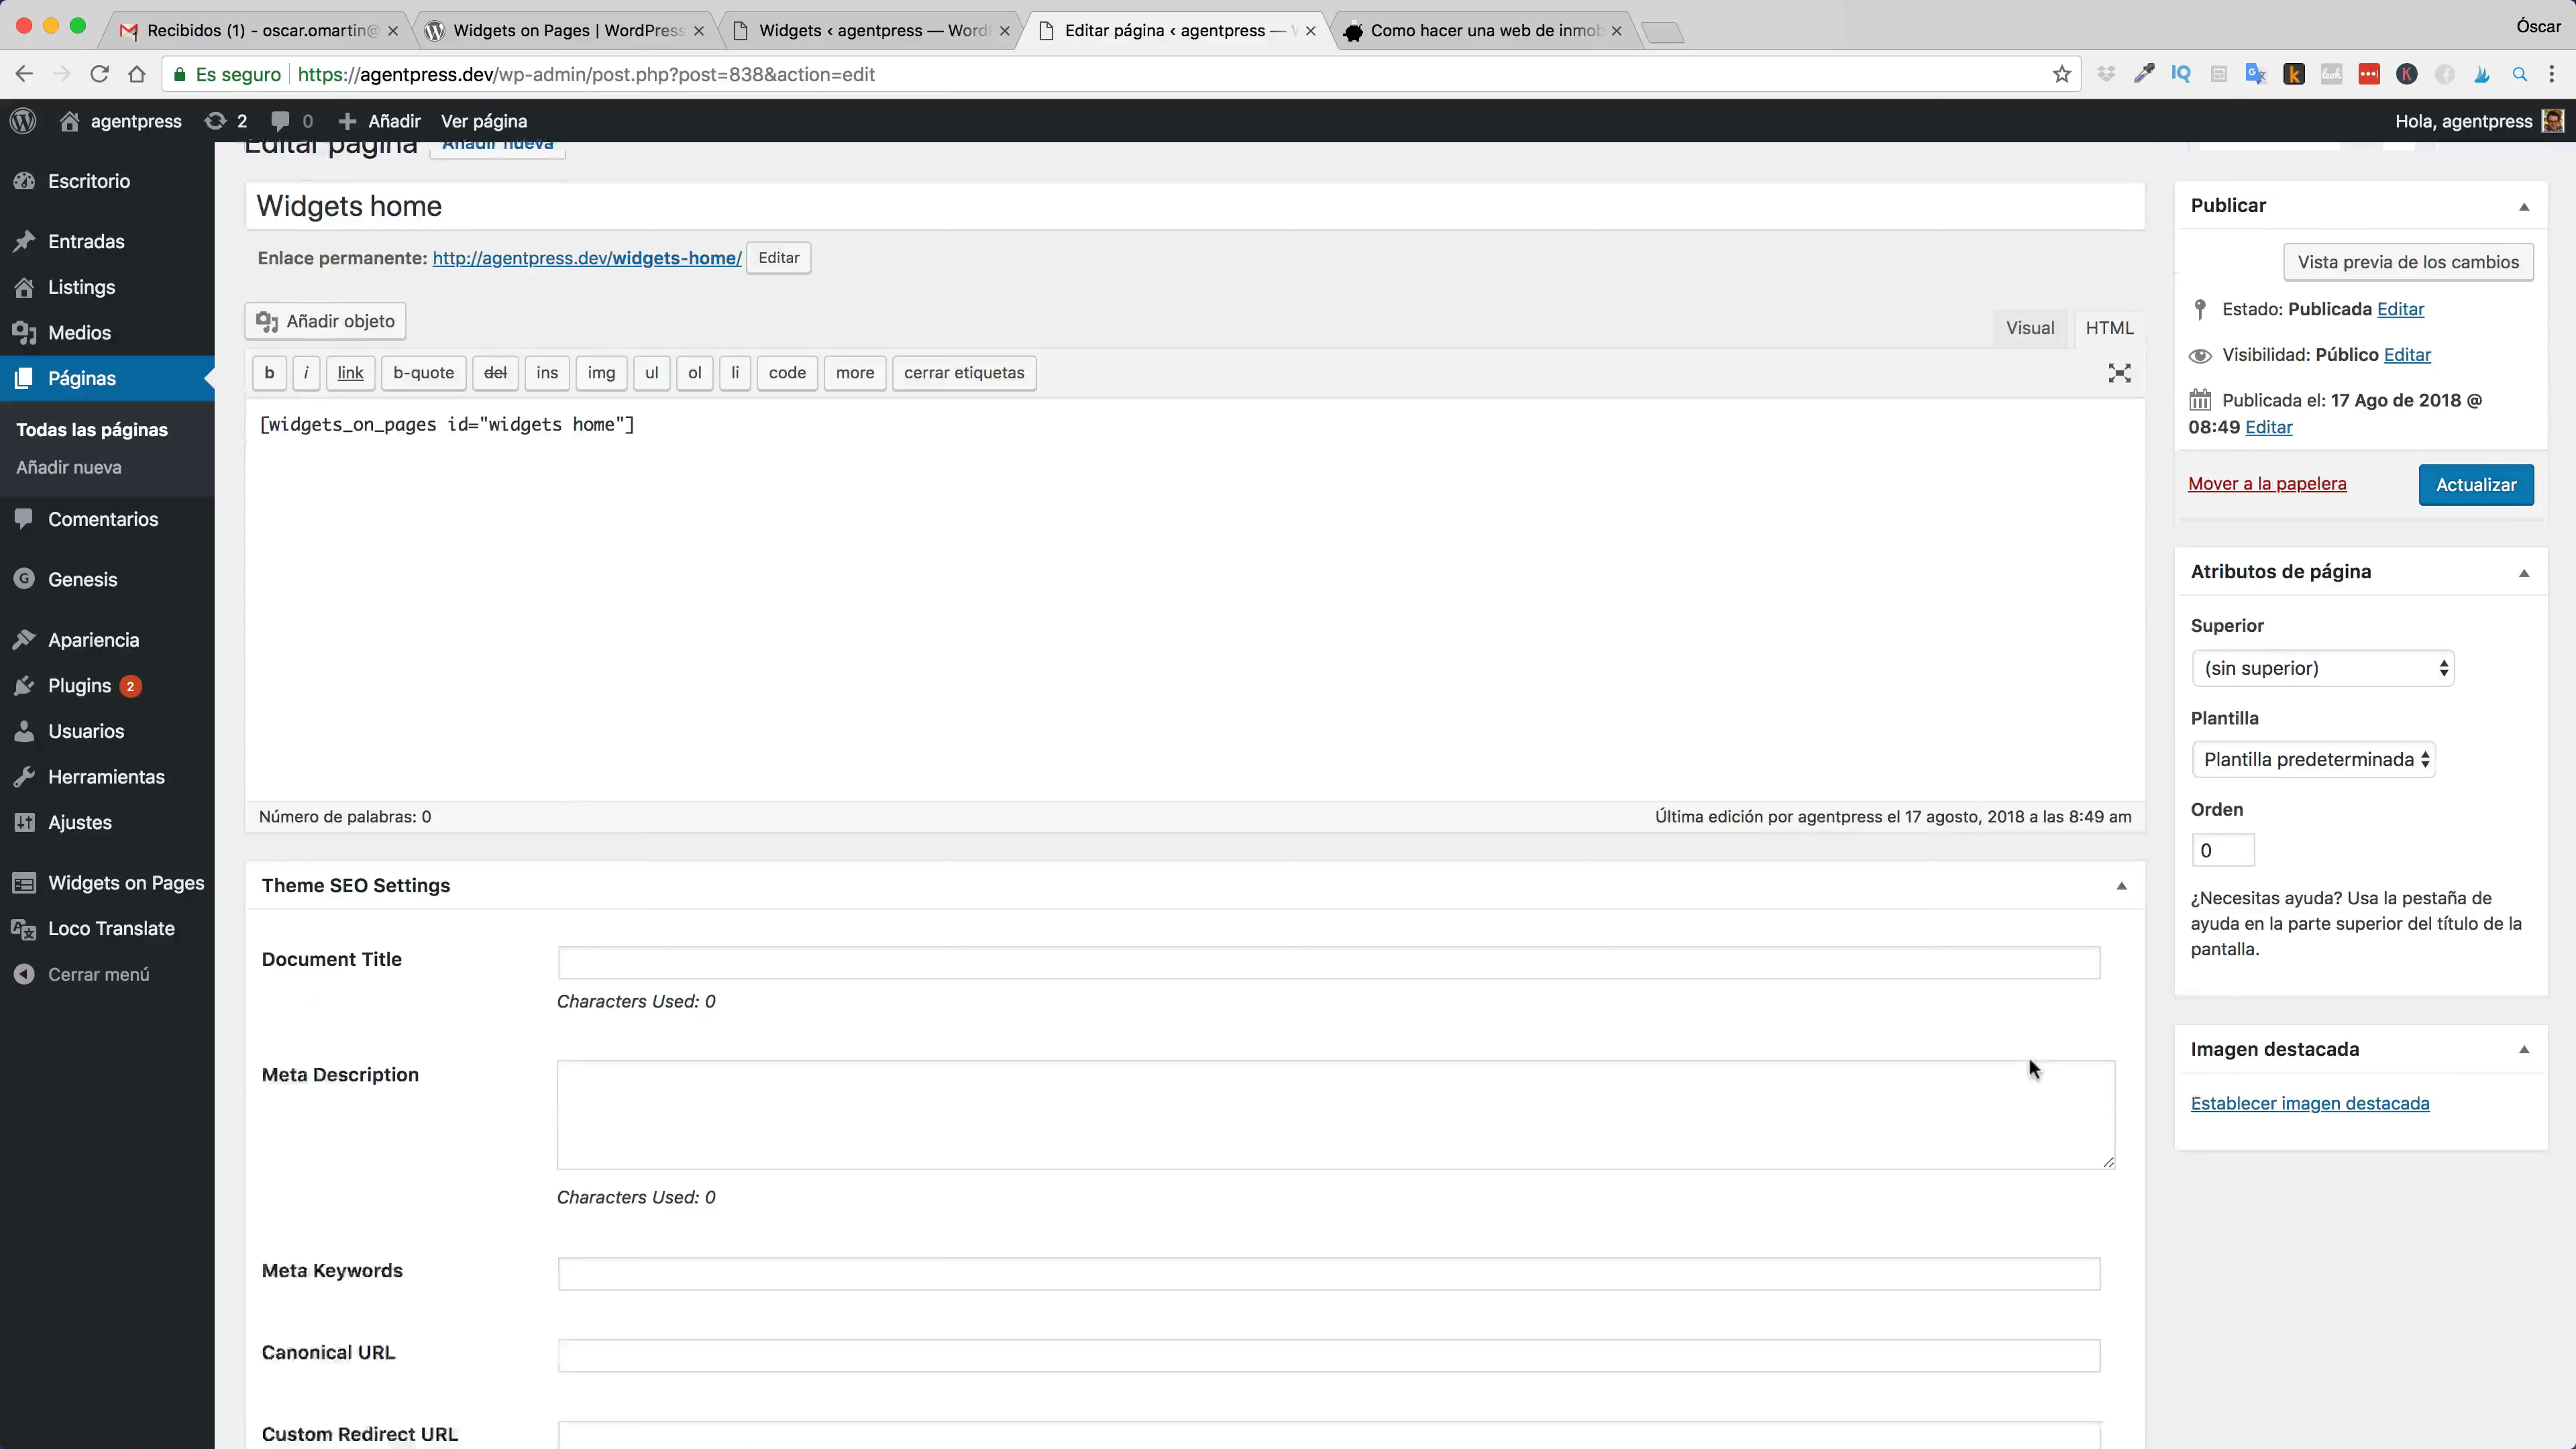 Recibidos (1) - oscar.omartin@
Widgets on Pages | WordPress
Widgets ‹ agentpress — Word
Editar página ‹ agentpress —
Como hacer una web de inmob
Óscar
Es seguro
https://agentpress.dev/wp-admin/post.php?post=838&action=edit
agentpress
2
0
Añadir
Ver página
Hola, agentpress
Editar página
Añadir nueva
Escritorio
Entradas
Listings
Medios
Páginas
Todas las páginas
Añadir nueva
Comentarios
Genesis
Apariencia
Plugins 2
Usuarios
Herramientas
Ajustes
Widgets on Pages
Loco Translate
Cerrar menú
Widgets home
Enlace permanente: http://agentpress.dev/widgets-home/ Editar
Añadir objeto
Visual
HTML
b
i
link
b-quote
del
ins
img
ul
ol
li
code
more
cerrar etiquetas
[widgets_on_pages id="widgets home"]
Número de palabras: 0
Última edición por agentpress el 17 agosto, 2018 a las 8:49 am
Theme SEO Settings
Document Title
Characters Used: 0
Meta Description
Characters Used: 0
Meta Keywords
Canonical URL
Custom Redirect URL
Publicar
Vista previa de los cambios
Estado: Publicada Editar
Visibilidad: Público Editar
Publicada el: 17 Ago de 2018 @
08:49 Editar
Mover a la papelera
Actualizar
Atributos de página
Superior
(sin superior)
Plantilla
Plantilla predeterminada
Orden
0
¿Necesitas ayuda? Usa la pestaña de
ayuda en la parte superior del título de la
pantalla.
Imagen destacada
Establecer imagen destacada